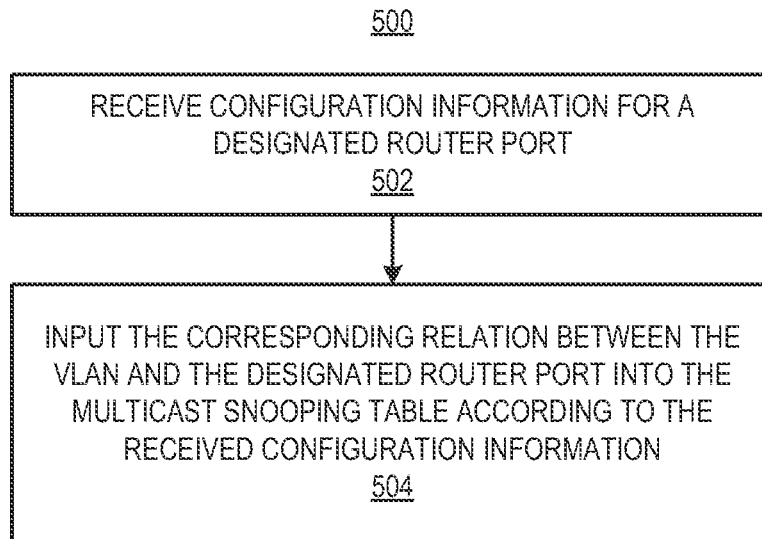 500
RECEIVE CONFIGURATION INFORMATION FOR A
DESIGNATED ROUTER PORT
502
INPUT THE CORRESPONDING RELATION BETWEEN THE
VLAN AND THE DESIGNATED ROUTER PORT INTO THE
MULTICAST SNOOPING TABLE ACCORDING TO THE
RECEIVED CONFIGURATION INFORMATION
504